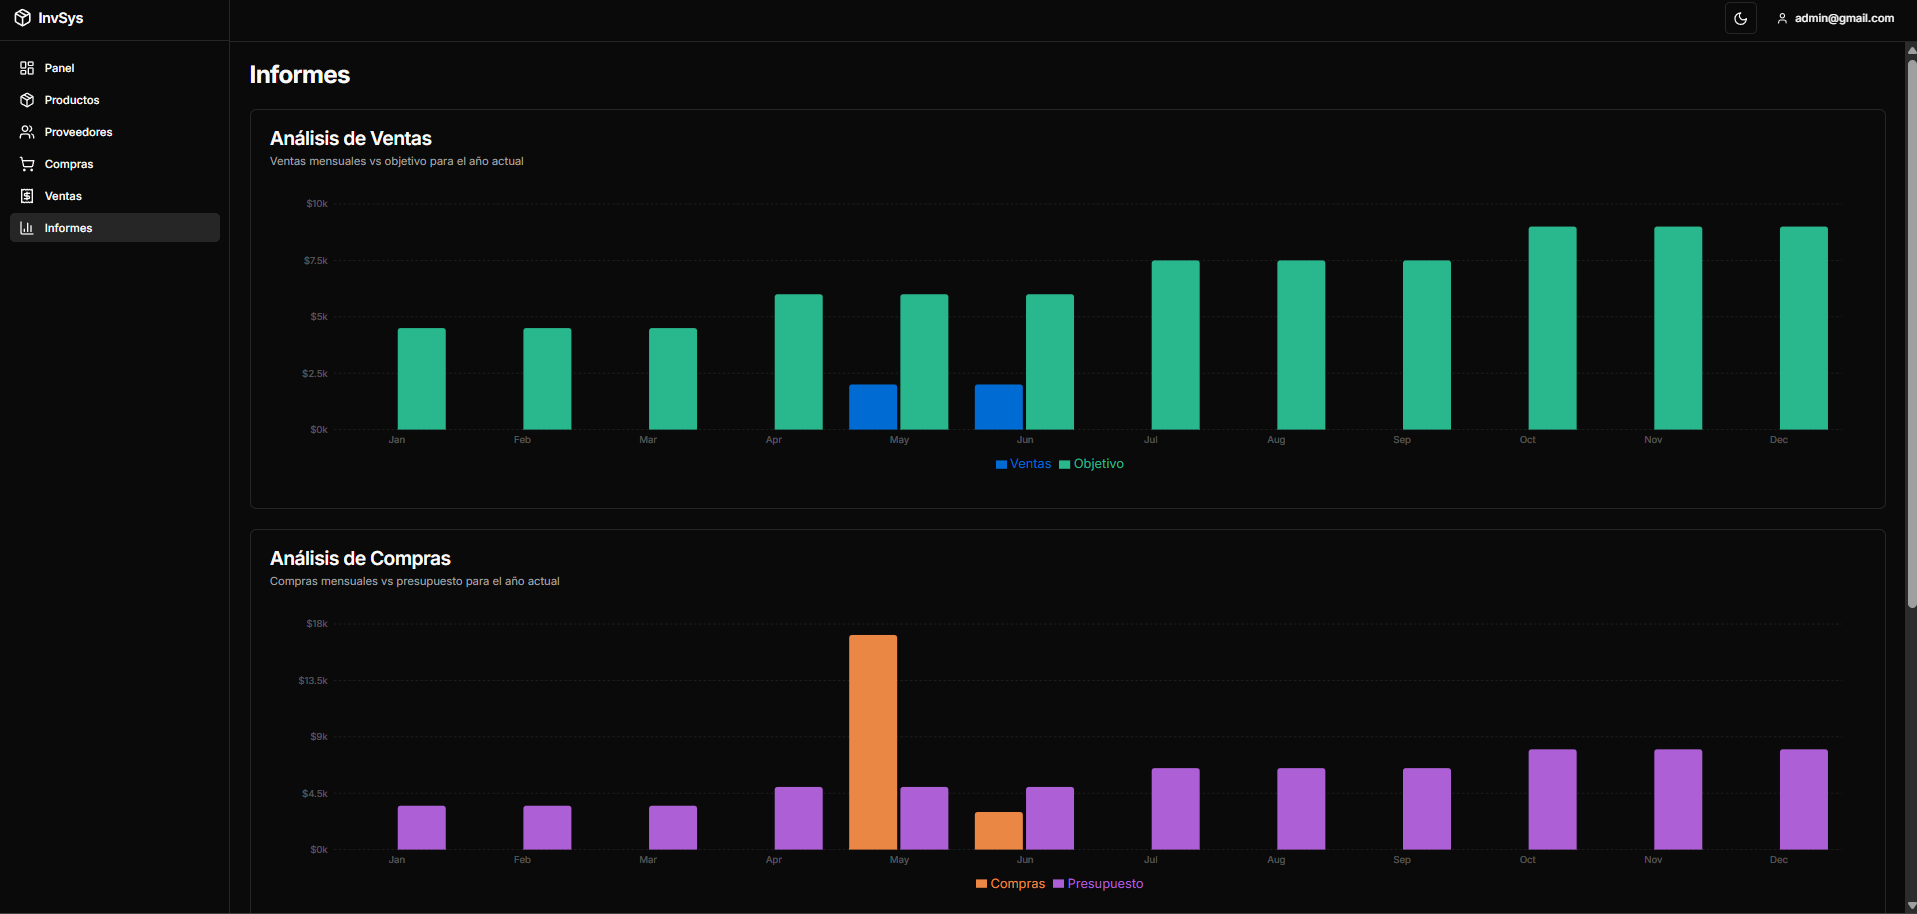 InvSys
admin@gmail.com
Panel
Productos
Proveedores
Compras
Ventas
Informes
Informes
Análisis de Ventas
Ventas mensuales vs objetivo para el año actual
$10k
$7.5k
$5k
$2.5k
$0k
Jan Feb Mar Apr May Jun Jul Aug Sep Oct Nov Dec
Ventas Objetivo
Análisis de Compras
Compras mensuales vs presupuesto para el año actual
$18k
$13.5k
$9k
$4.5k
$0k
Jan Feb Mar Apr May Jun Jul Aug Sep Oct Nov Dec
Compras Presupuesto